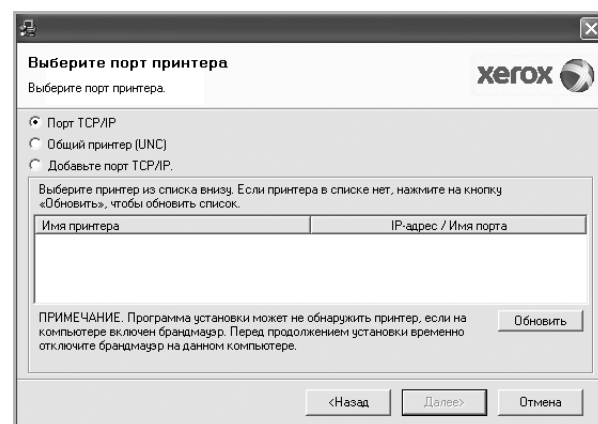 Выберите порт принтера
Выберите порт принтера.
xerox
Порт TCP/IP
Общий принтер (UNC)
Добавьте порт TCP/IP.
Выберите принтер из списка внизу. Если принтера в списке нет, нажмите на кнопку
«Обновить», чтобы обновить список.
Имя принтера IP-адрес / Имя порта
ПРИМЕЧАНИЕ. Программа установки может не обнаружить принтер, если на
компьютере включен брандмауэр. Перед продолжением установки временно
отключите брандмауэр на данном компьютере.
Обновить
<Назад Далее> Отмена